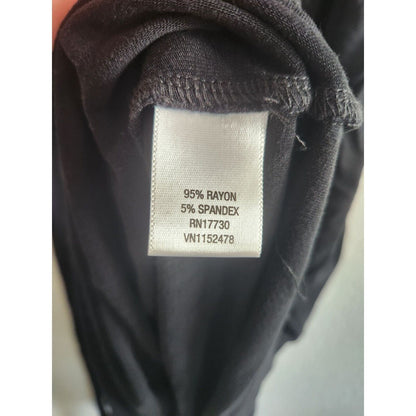 95% RAYON
5% SPANDEX
RN17730
VN1152478